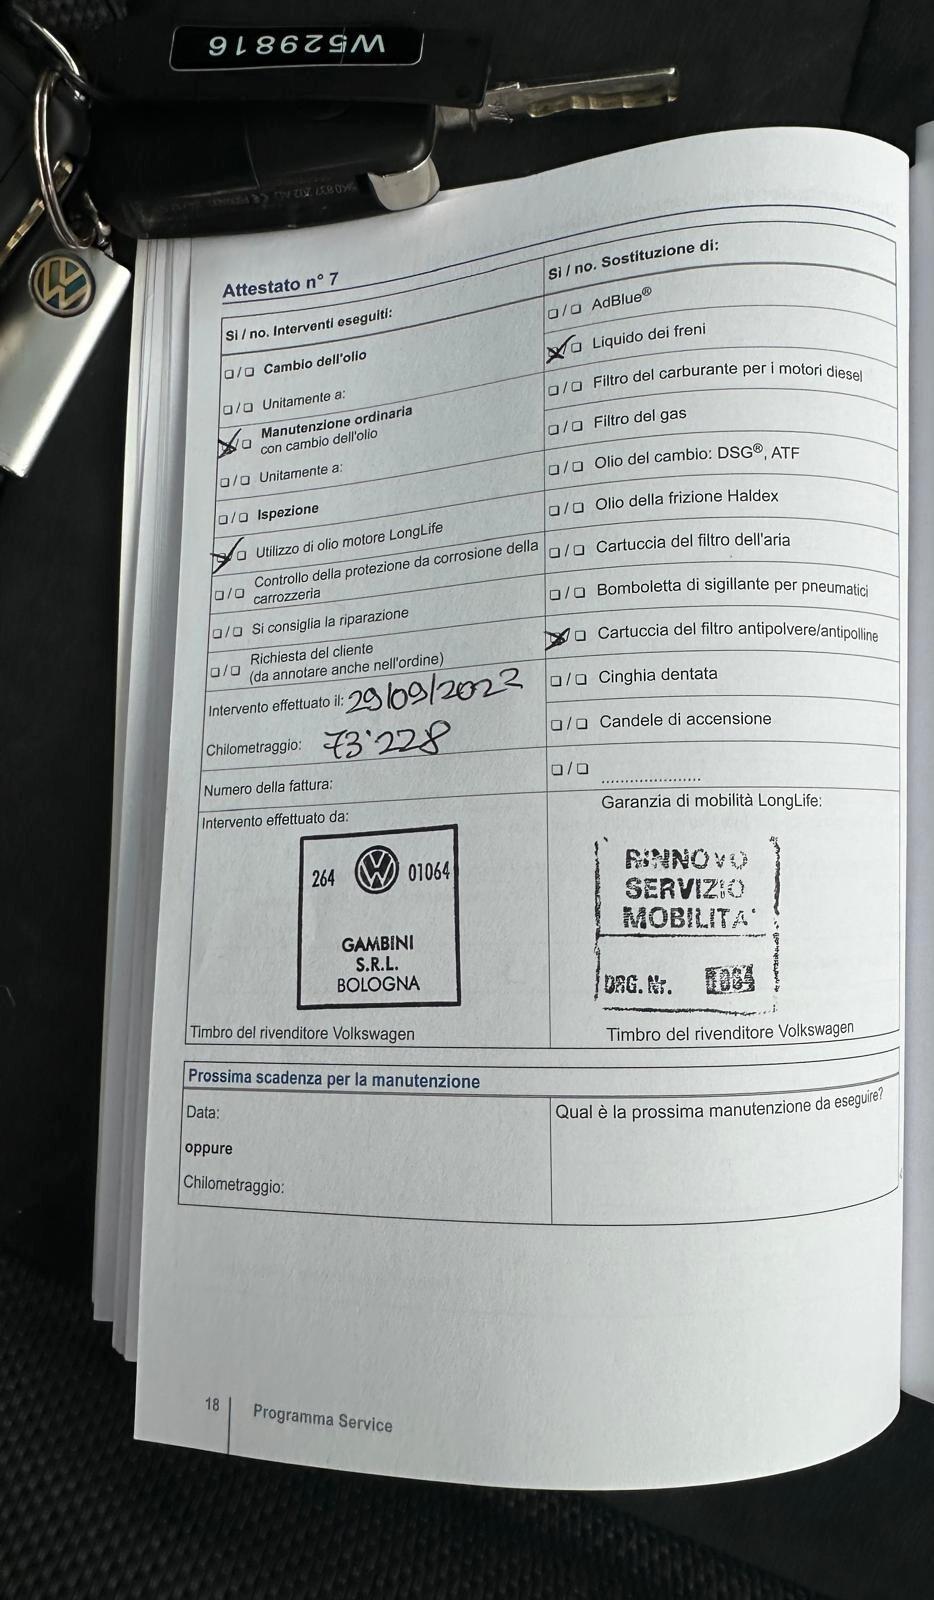 W529816
Attestato n° 7
Sì / no. Interventi eseguiti:
❏ / ❏ Cambio dell'olio
❏ / ❏ Unitamente a:
❏ / ❏ Manutenzione ordinaria
con cambio dell'olio
❏ / ❏ Unitamente a:
❏ / ❏ Ispezione
❏ / ❏ Utilizzo di olio motore LongLife
❏ / ❏ Controllo della protezione da corrosione della
carrozzeria
❏ / ❏ Si consiglia la riparazione
❏ / ❏ Richiesta del cliente
(da annotare anche nell'ordine)
Intervento effettuato il: 29/09/2022
Chilometraggio: 73'228
Numero della fattura:
Intervento effettuato da:
264 VW 01064
GAMBINI
S.R.L.
BOLOGNA
Timbro del rivenditore Volkswagen
Sì / no. Sostituzione di:
❏ / ❏ AdBlue®
❏ / ❏ Liquido dei freni
❏ / ❏ Filtro del carburante per i motori diesel
❏ / ❏ Filtro del gas
❏ / ❏ Olio del cambio: DSG®, ATF
❏ / ❏ Olio della frizione Haldex
❏ / ❏ Cartuccia del filtro dell'aria
❏ / ❏ Bomboletta di sigillante per pneumatici
❏ / ❏ Cartuccia del filtro antipolvere/antipolline
❏ / ❏ Cinghia dentata
❏ / ❏ Candele di accensione
❏ / ❏ .....................
Garanzia di mobilità LongLife:
RINNOVO
SERVIZIO
MOBILITA'
ORG. Nr. 1064
Timbro del rivenditore Volkswagen
Prossima scadenza per la manutenzione
Data:
oppure
Chilometraggio:
Qual è la prossima manutenzione da eseguire?
18 Programma Service